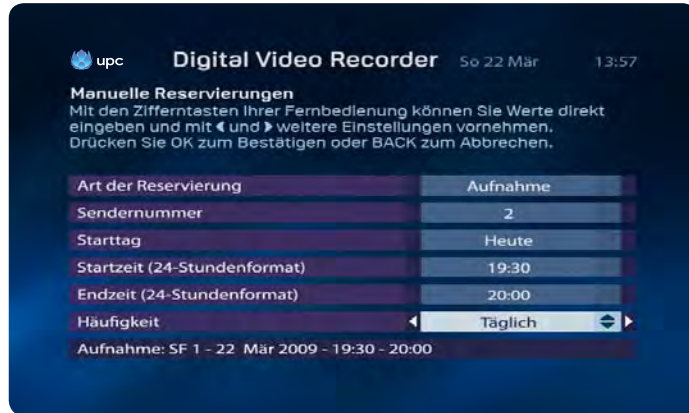 upc Digital Video Recorder So 22 Mär 13:57
Manuelle Reservierungen
Mit den Zifferntasten Ihrer Fernbedienung können Sie Werte direkt
eingeben und mit und weitere Einstellungen vornehmen.
Drücken Sie OK zum Bestätigen oder BACK zum Abbrechen.
Art der Reservierung Aufnahme
Sendernummer 2
Starttag Heute
Startzeit (24-Stundenformat) 19:30
Endzeit (24-Stundenformat) 20:00
Häufigkeit Täglich
Aufnahme: SF 1 - 22 Mär 2009 - 19:30 - 20:00